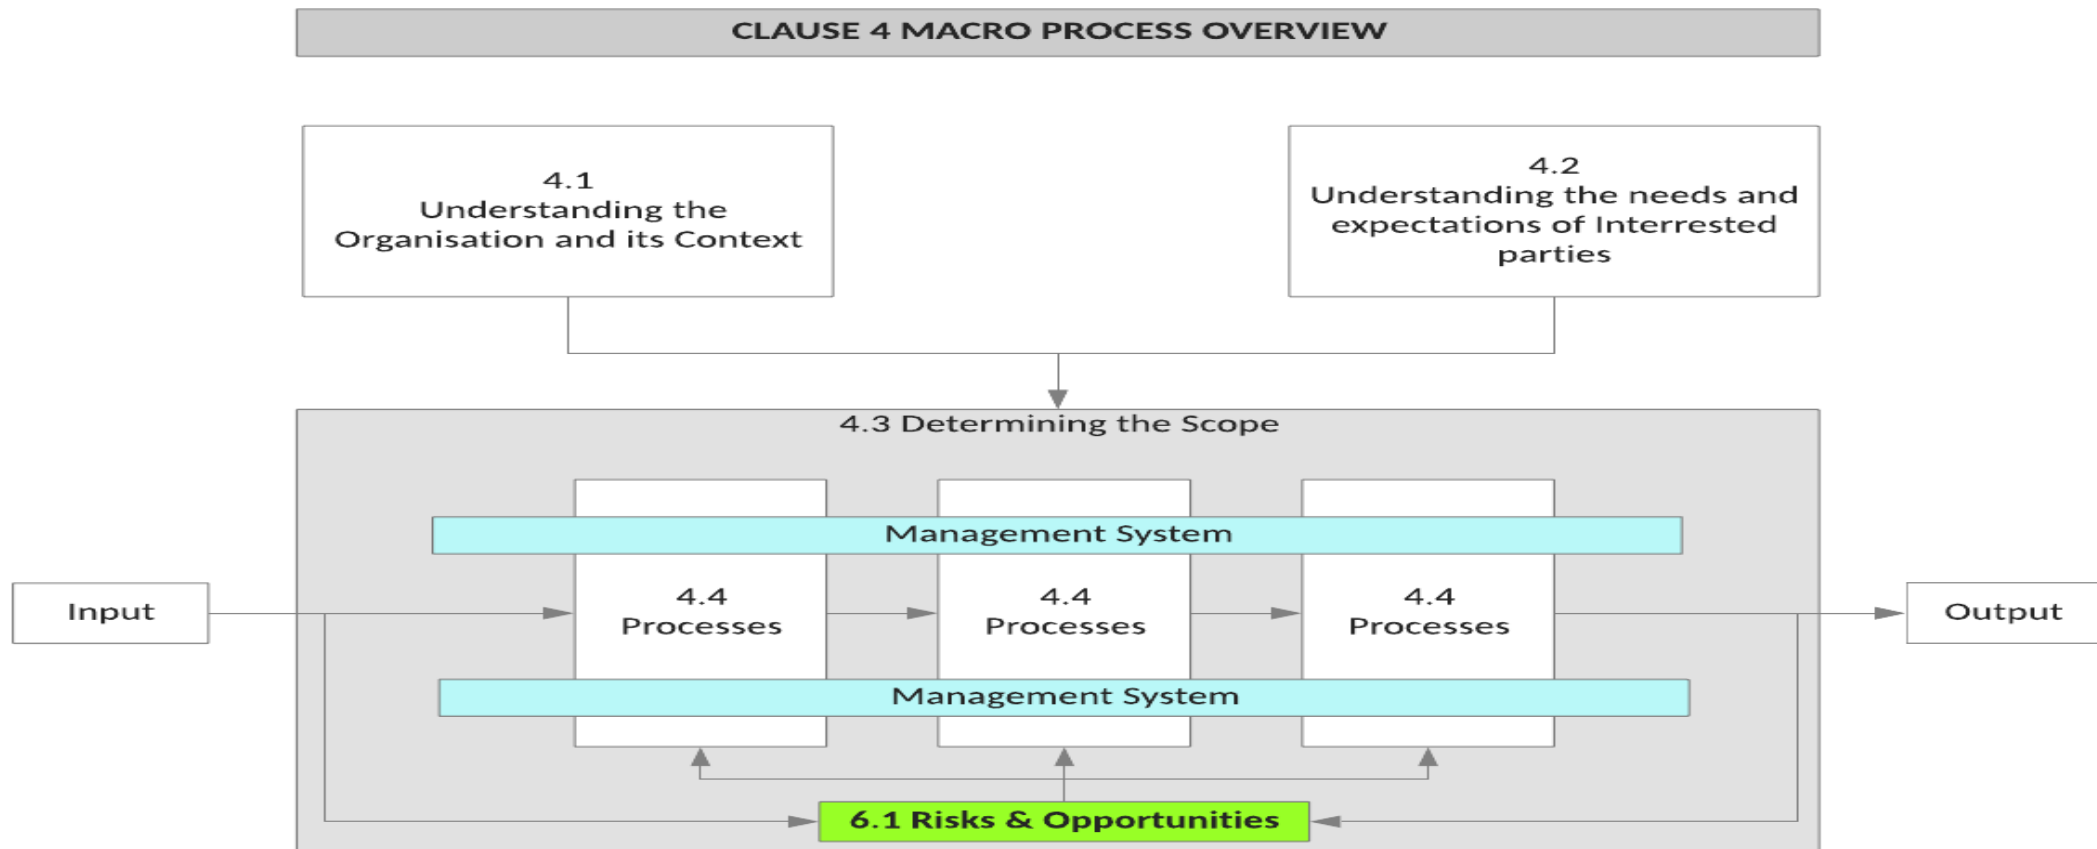 CLAUSE 4 MACRO PROCESS OVERVIEW
4.1
Understanding the
Organisation and its Context
4.2
Understanding the needs and
expectations of Interrested
parties
4.3 Determining the Scope
Management System
Input
4.4
Processes
4.4
Processes
4.4
Processes
Output
Management System
6.1 Risks & Opportunities